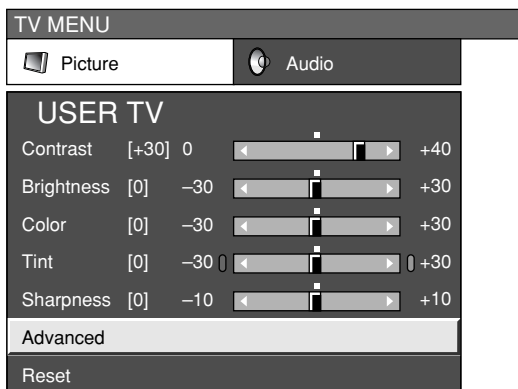 TV MENU
Picture Audio
USER TV
Contrast [+30] 0 +40
Brightness [0] –30 +30
Color [0] –30 +30
Tint [0] –30 +30
Sharpness [0] –10 +10
Advanced
Reset